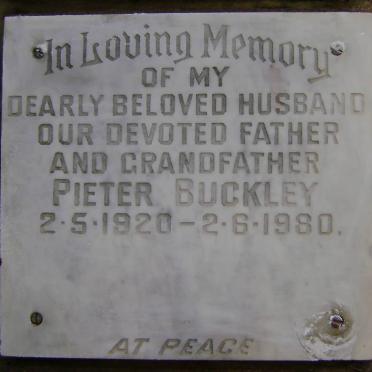 In Loving Memory
OF MY
DEARLY BELOVED HUSBAND
OUR DEVOTED FATHER
AND GRANDFATHER
PIETER BUCKLEY
2·5·1920 – 2·6·1980.
AT PEACE